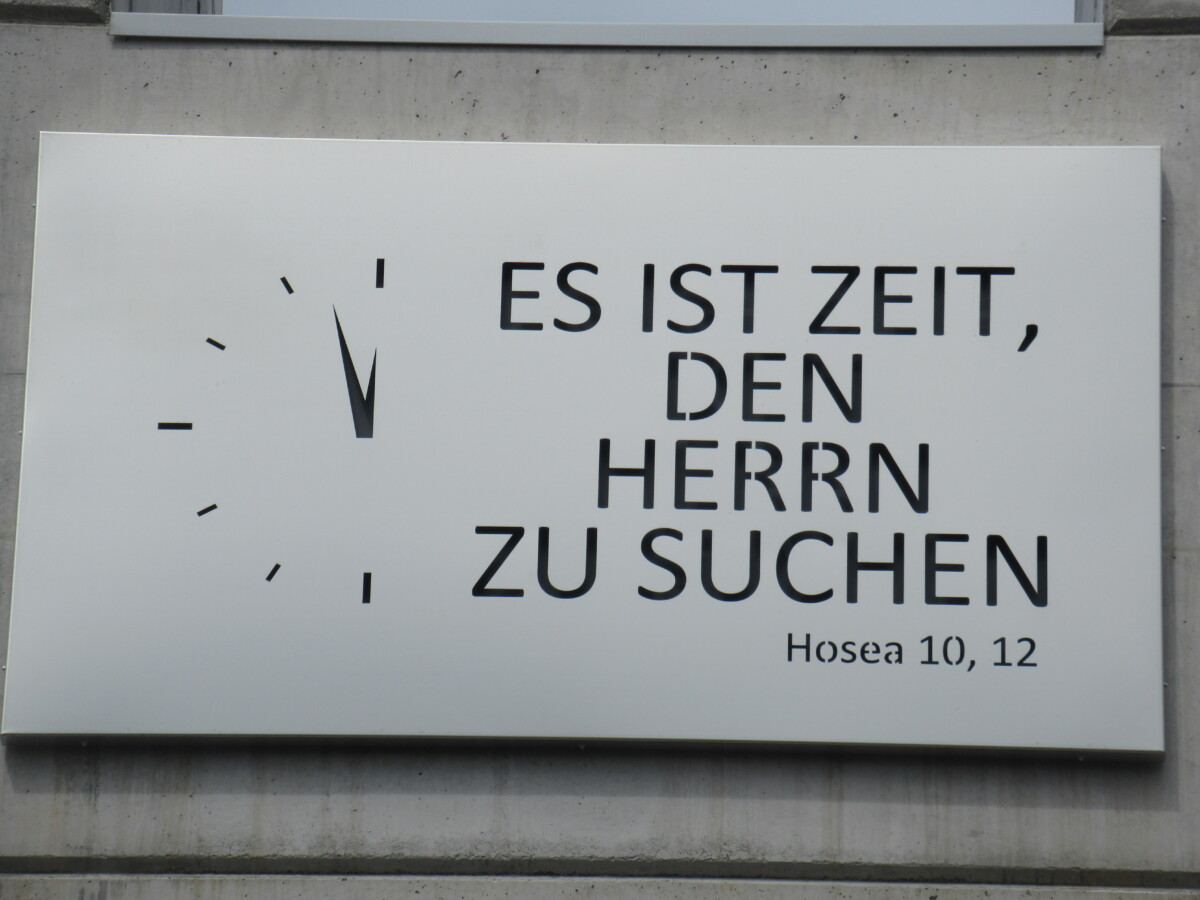 ES IST ZEIT,
DEN
HERRN
ZU SUCHEN
Hosea 10, 12